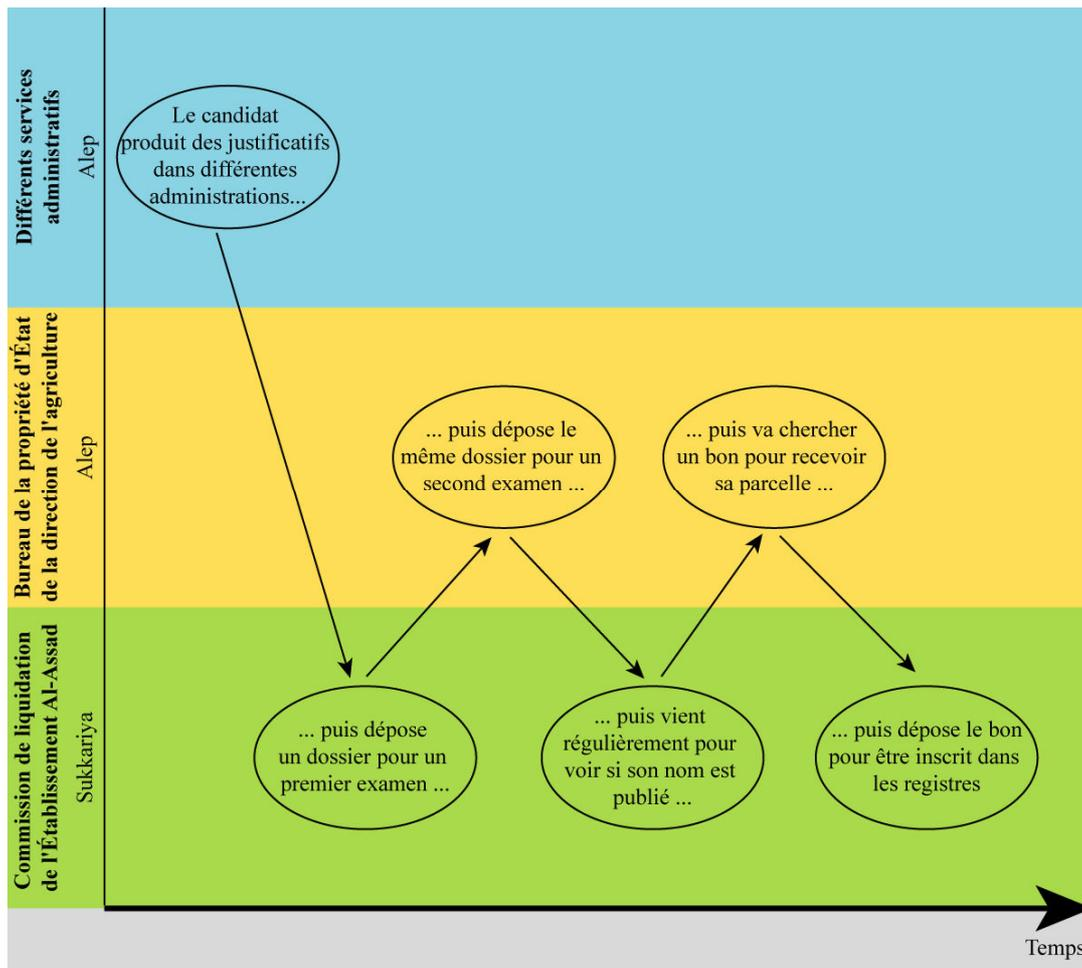 Différents services
administratifs
Alep
Le candidat
produit des justificatifs
dans différentes
administrations...
Bureau de la propriété d'État
de la direction de l'agriculture
Alep
... puis dépose le
même dossier pour un
second examen ...
... puis va chercher
un bon pour recevoir
sa parcelle ...
Commission de liquidation
de l'Établissement Al-Assad
Sukkariya
... puis dépose
un dossier pour un
premier examen ...
... puis vient
régulièrement pour
voir si son nom est
publié ...
... puis dépose le bon
pour être inscrit dans
les registres
Temps